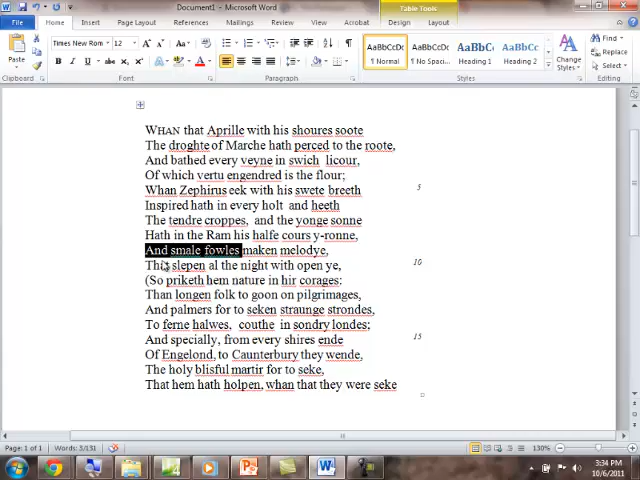 Document1 - Microsoft Word
Table Tools
File Home Insert Page Layout References Mailings Review View Acrobat Design Layout
Times New Rom 12
Paste
B I U
AaBbCcDc AaBbCcDc AaBbC AaBbCc
¶ Normal ¶ No Spaci... Heading 1 Heading 2
Change Styles
Find
Replace
Select
Clipboard Font Paragraph Styles Editing
WHAN that Aprille with his shoures soote
The droghte of Marche hath perced to the roote,
And bathed every veyne in swich licour,
Of which vertu engendred is the flour;
Whan Zephirus eek with his swete breeth 5
Inspired hath in every holt and heeth
The tendre croppes, and the yonge sonne
Hath in the Ram his halfe cours y-ronne,
And smale fowles maken melodye,
slepen al the night with open ye, 10
(So priketh hem nature in hir corages:
Than longen folk to goon on pilgrimages,
And palmers for to seken straunge strondes,
To ferne halwes, couthe in sondry londes;
And specially, from every shires ende 15
Of Engelond, to Caunterbury they wende,
The holy blisful martir for to seke,
That hem hath holpen, whan that they were seke
Page: 1 of 1 Words: 3/131 130%
3:34 PM
10/6/2011